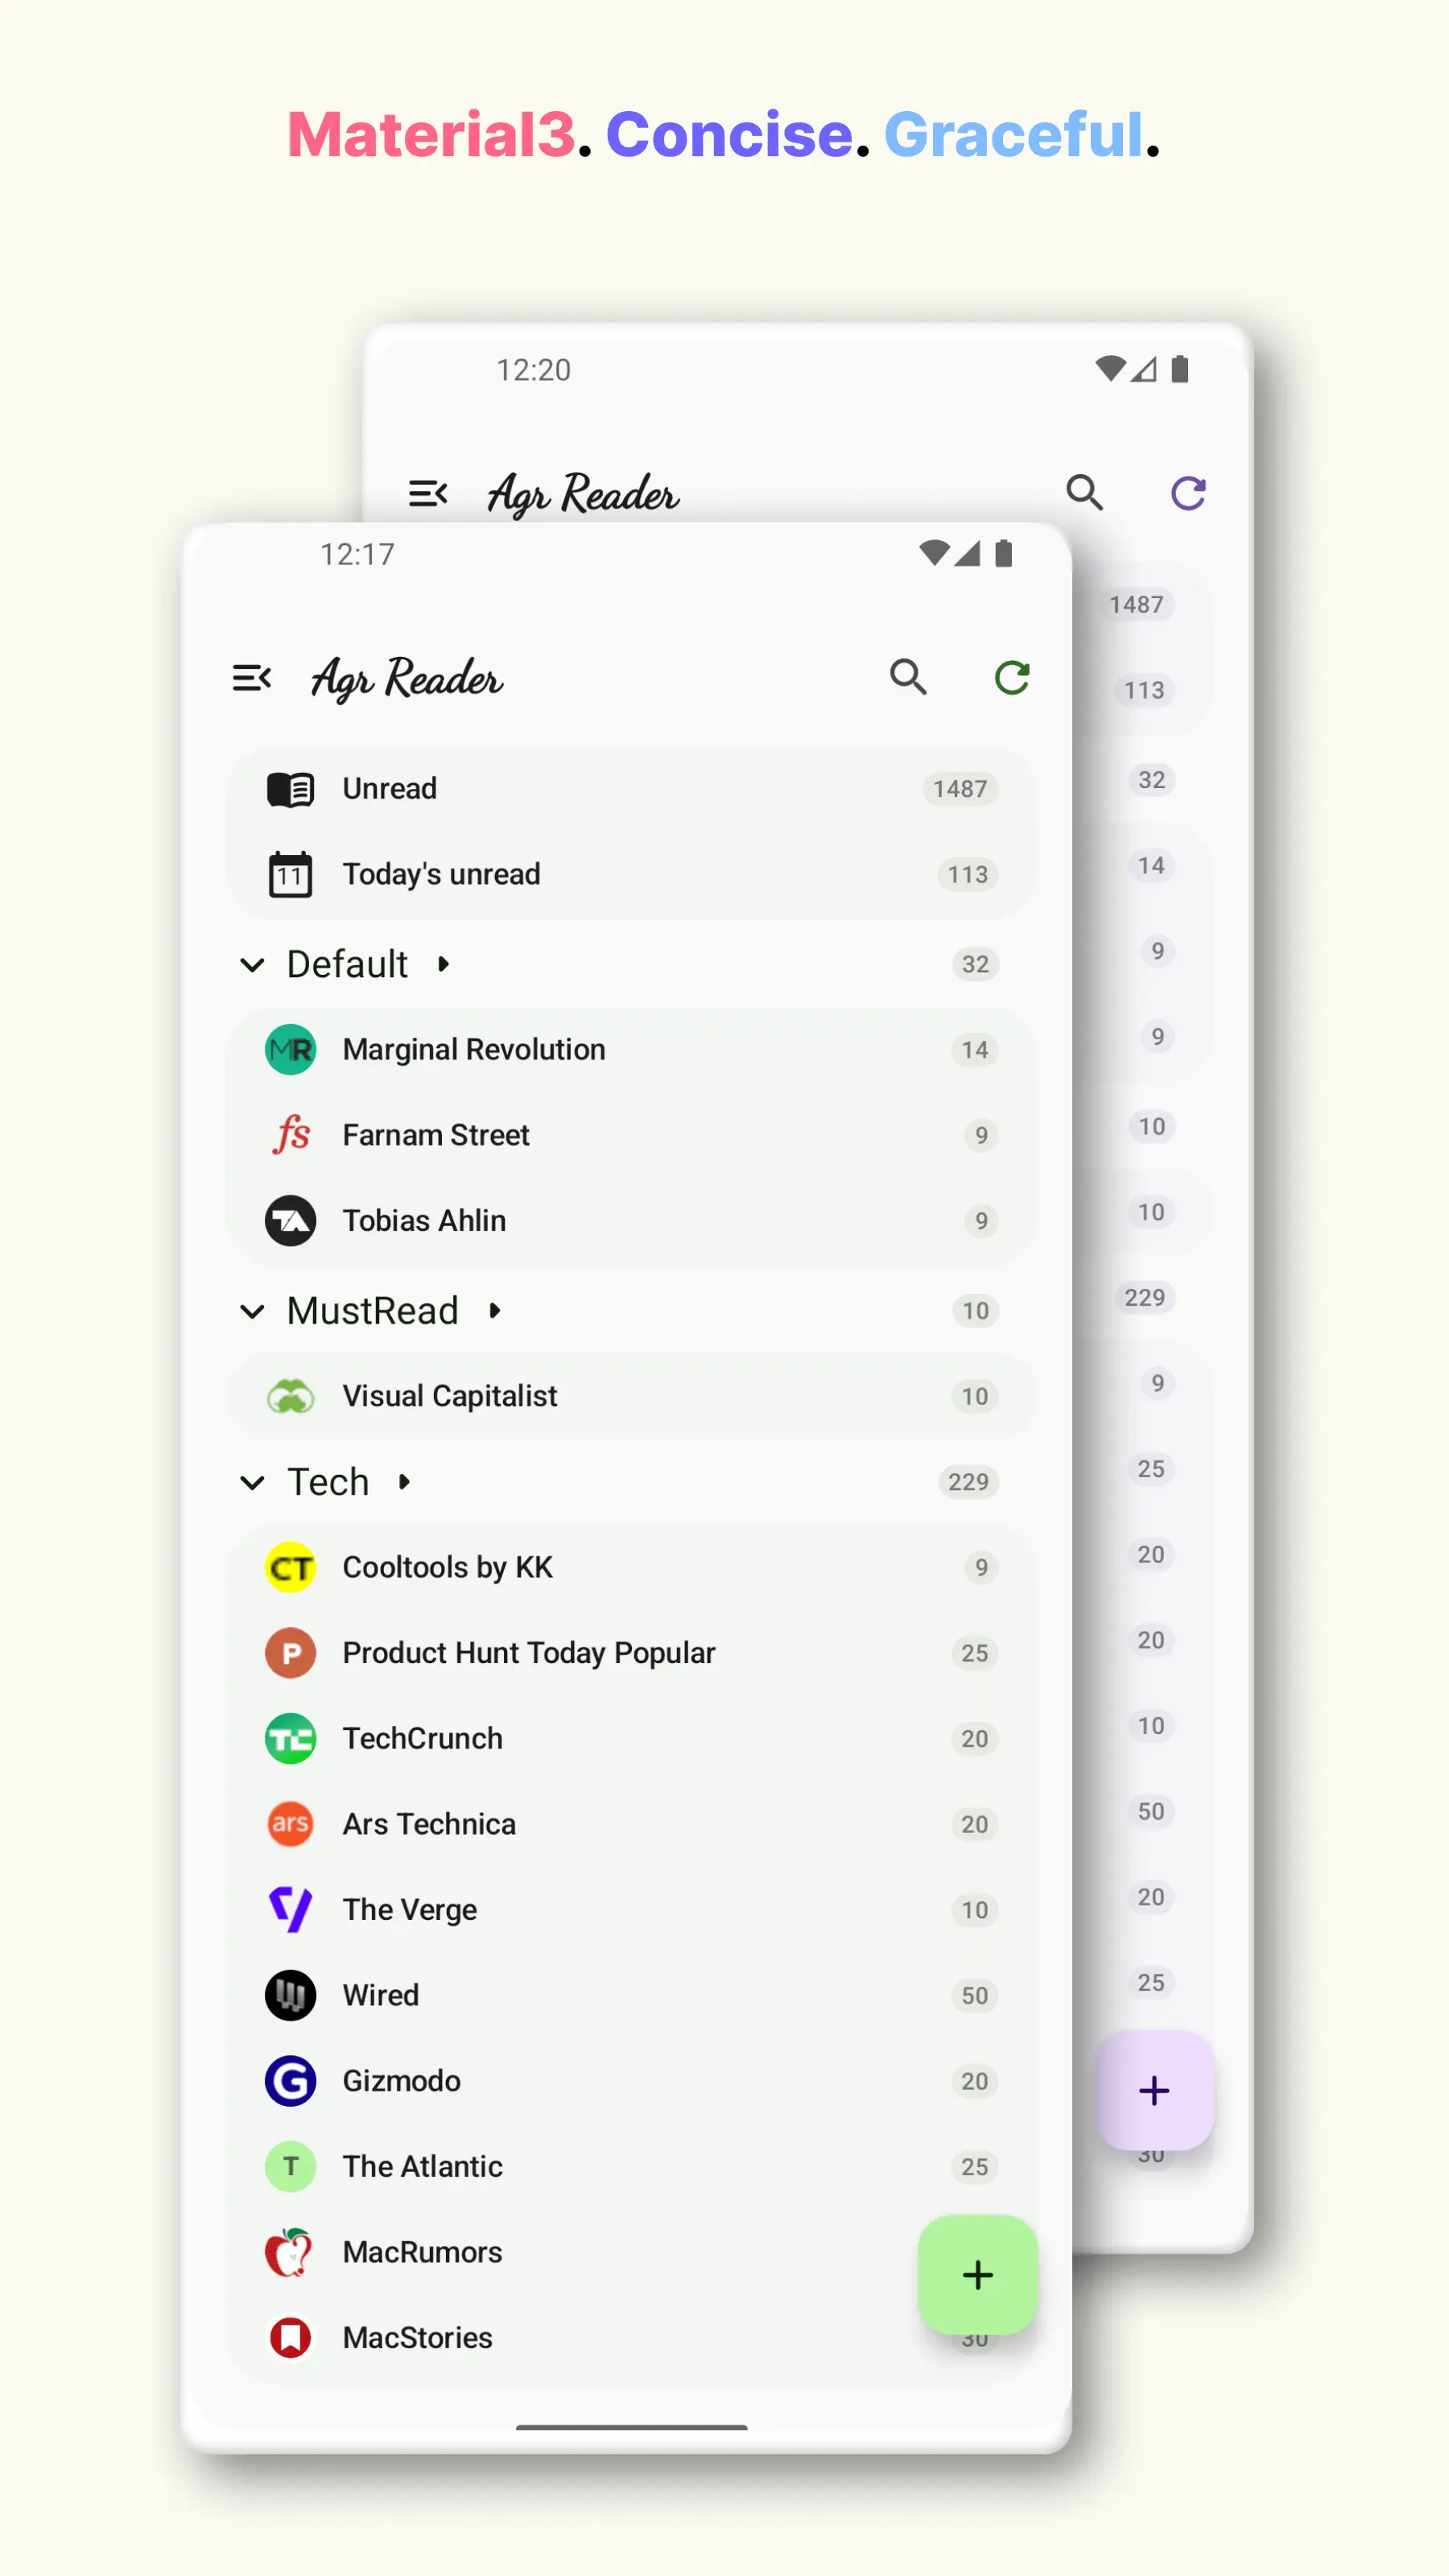 Material3. Concise. Graceful.
12:20
Agr Reader
1487
113
32
14
9
9
10
10
229
9
25
20
20
10
50
20
25
30
12:17
Agr Reader
Unread 1487
11 Today's unread 113
Default 32
MR Marginal Revolution 14
fs Farnam Street 9
TA Tobias Ahlin 9
MustRead 10
Visual Capitalist 10
Tech 229
CT Cooltools by KK 9
P Product Hunt Today Popular 25
TC TechCrunch 20
ars Ars Technica 20
The Verge 10
Wired 50
G Gizmodo 20
T The Atlantic 25
MacRumors
MacStories 30